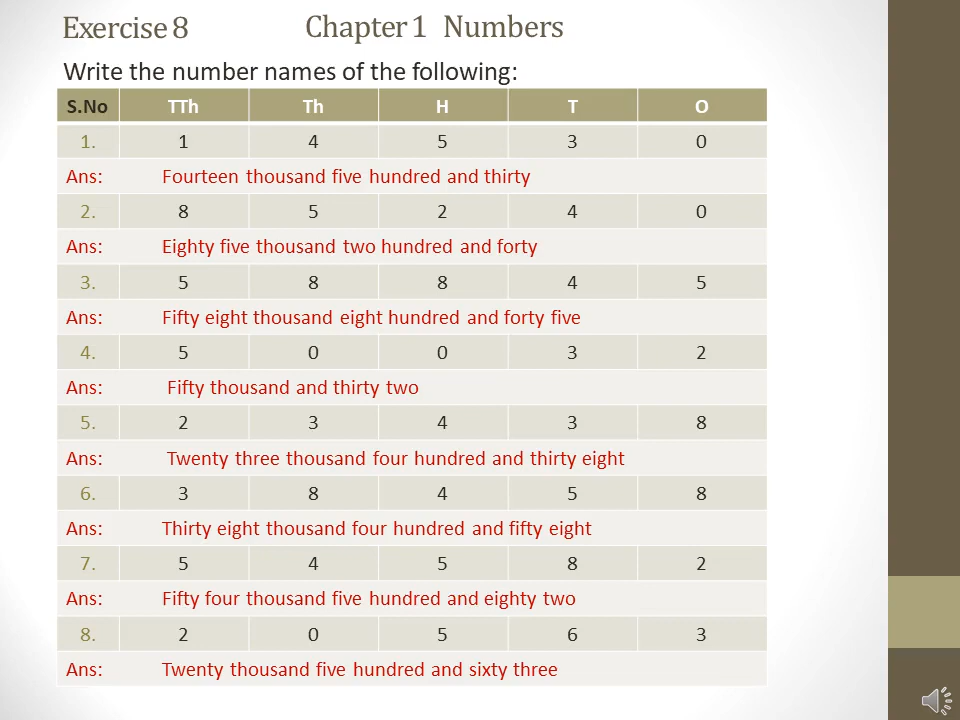 Exercise 8 Chapter 1 Numbers
Write the number names of the following:
S.No TTh Th H T O
1. 1 4 5 3 0
Ans: Fourteen thousand five hundred and thirty
2. 8 5 2 4 0
Ans: Eighty five thousand two hundred and forty
3. 5 8 8 4 5
Ans: Fifty eight thousand eight hundred and forty five
4. 5 0 0 3 2
Ans: Fifty thousand and thirty two
5. 2 3 4 3 8
Ans: Twenty three thousand four hundred and thirty eight
6. 3 8 4 5 8
Ans: Thirty eight thousand four hundred and fifty eight
7. 5 4 5 8 2
Ans: Fifty four thousand five hundred and eighty two
8. 2 0 5 6 3
Ans: Twenty thousand five hundred and sixty three